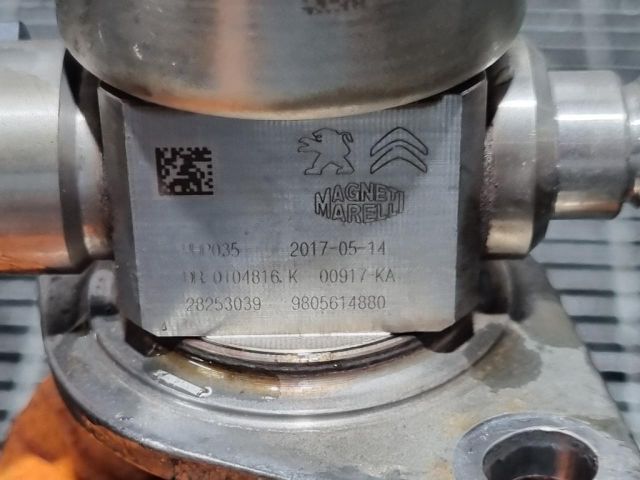 MAGNETI
MARELLI
2017-05-14
0104816.K 00917-KA
28253039 9805614880